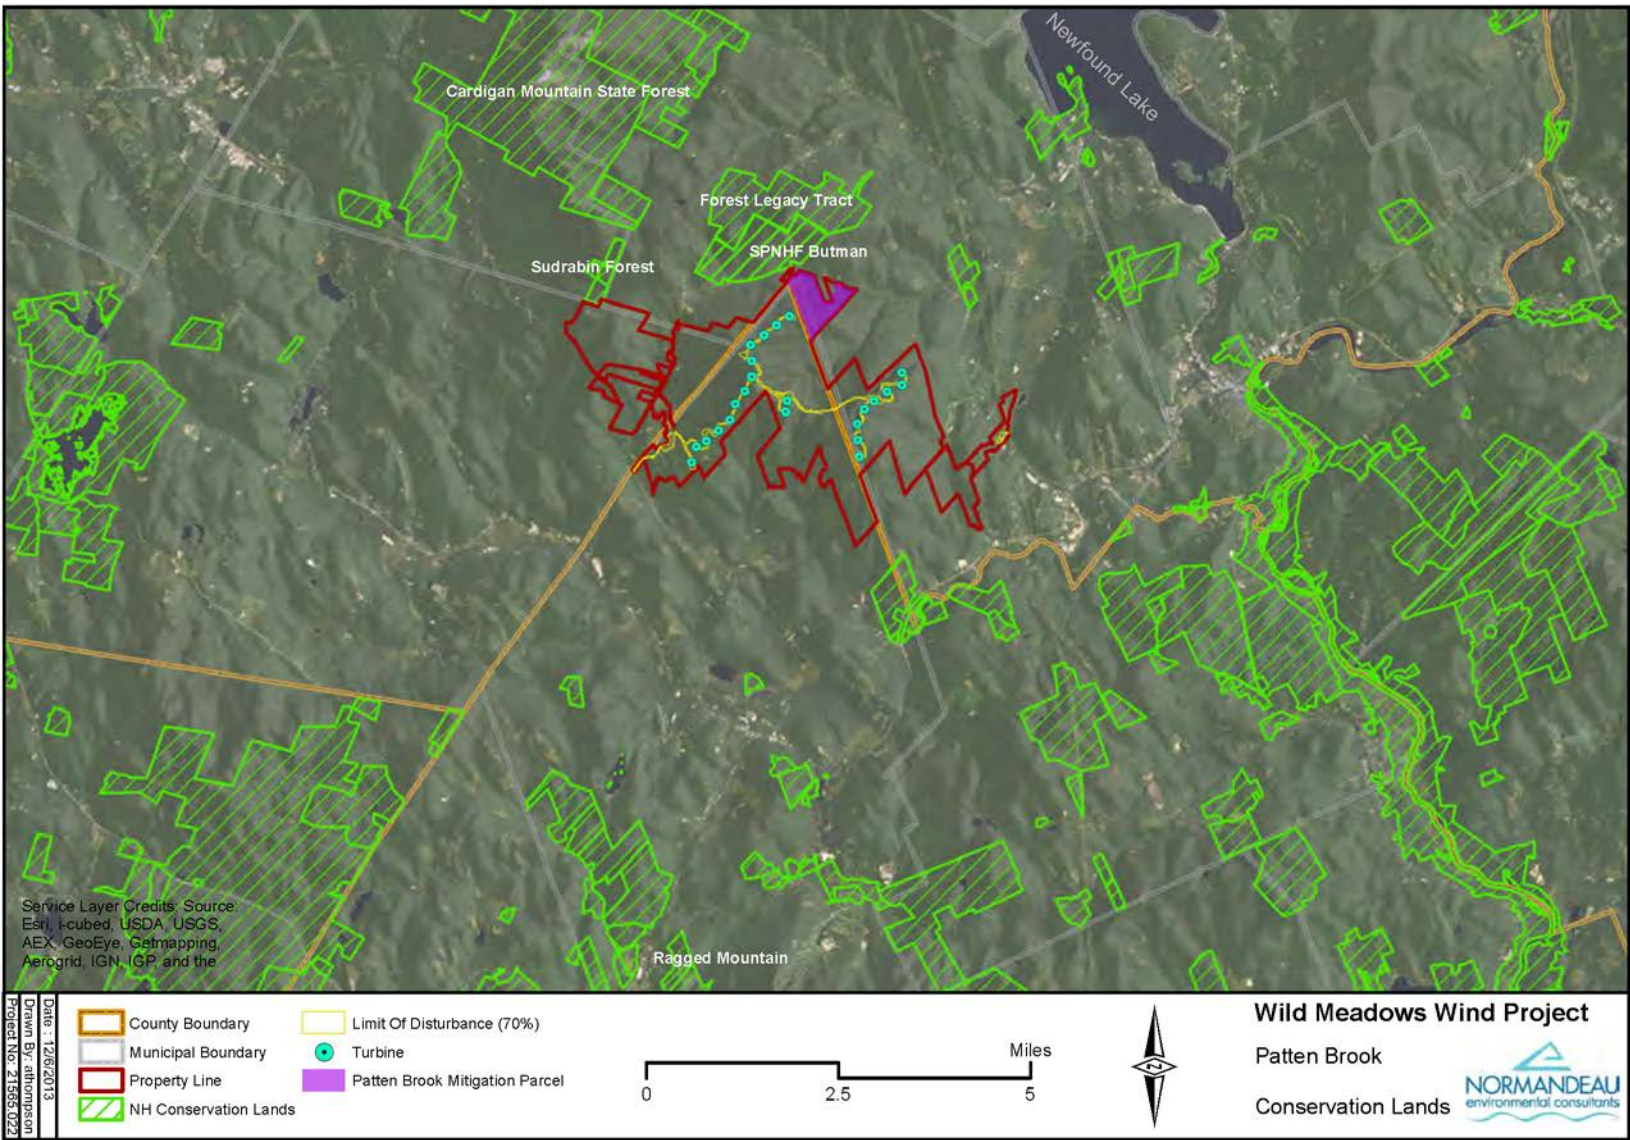 Newfound Lake
Cardigan Mountain State Forest
Forest Legacy Tract
SPNHF Butman
Sudrabin Forest
Service Layer Credits: Source:
Esri, i-cubed, USDA, USGS,
AEX, GeoEye, Getmapping,
Aerogrid, IGN, IGP, and the
Ragged Mountain
Date : 12/6/2013
Drawn By: athompson
Project No: 21565.022
County Boundary
Municipal Boundary
Property Line
NH Conservation Lands
Limit Of Disturbance (70%)
Turbine
Patten Brook Mitigation Parcel
Miles
0 2.5 5
N
Wild Meadows Wind Project
Patten Brook
Conservation Lands
NORMANDEAU
environmental consultants